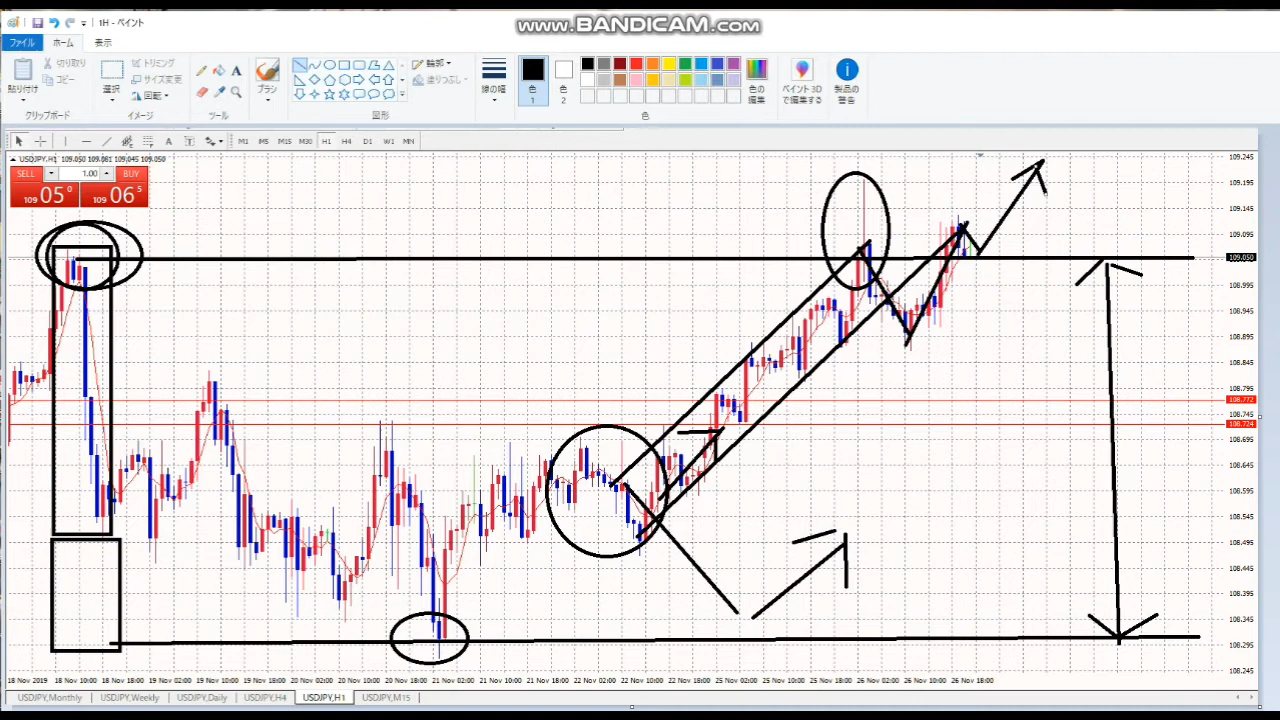 www.BANDICAM.com
1H - ペイント
ファイル ホーム 表示
貼り付け 切り取り コピー 選択 トリミング サイズ変更 回転 ブラシ 輪郭 塗りつぶし 線の幅 色 1 色 2 色の 編集 ペイント 3D で編集する 製品の 警告
クリップボード イメージ ツール 図形 色
M1 M5 M15 M30 H1 H4 D1 W1 MN
USDJPY,H1 109.050 109.081 109.045 109.050
SELL 1.00 BUY
109 05 0 109 06 5
109.245
109.195
109.145
109.095
109.050
108.995
108.945
108.895
108.845
108.795
108.772
108.745
108.724
108.695
108.645
108.595
108.545
108.495
108.445
108.395
108.345
108.295
108.245
18 Nov 2019 18 Nov 10:00 18 Nov 18:00 19 Nov 02:00 19 Nov 10:00 19 Nov 18:00 20 Nov 02:00 20 Nov 10:00 20 Nov 18:00 21 Nov 02:00 21 Nov 10:00 21 Nov 18:00 22 Nov 02:00 22 Nov 10:00 22 Nov 18:00 25 Nov 02:00 25 Nov 10:00 25 Nov 18:00 26 Nov 02:00 26 Nov 10:00 26 Nov 18:00
USDJPY,Monthly USDJPY,Weekly USDJPY,Daily USDJPY,H4 USDJPY,H1 USDJPY,M15